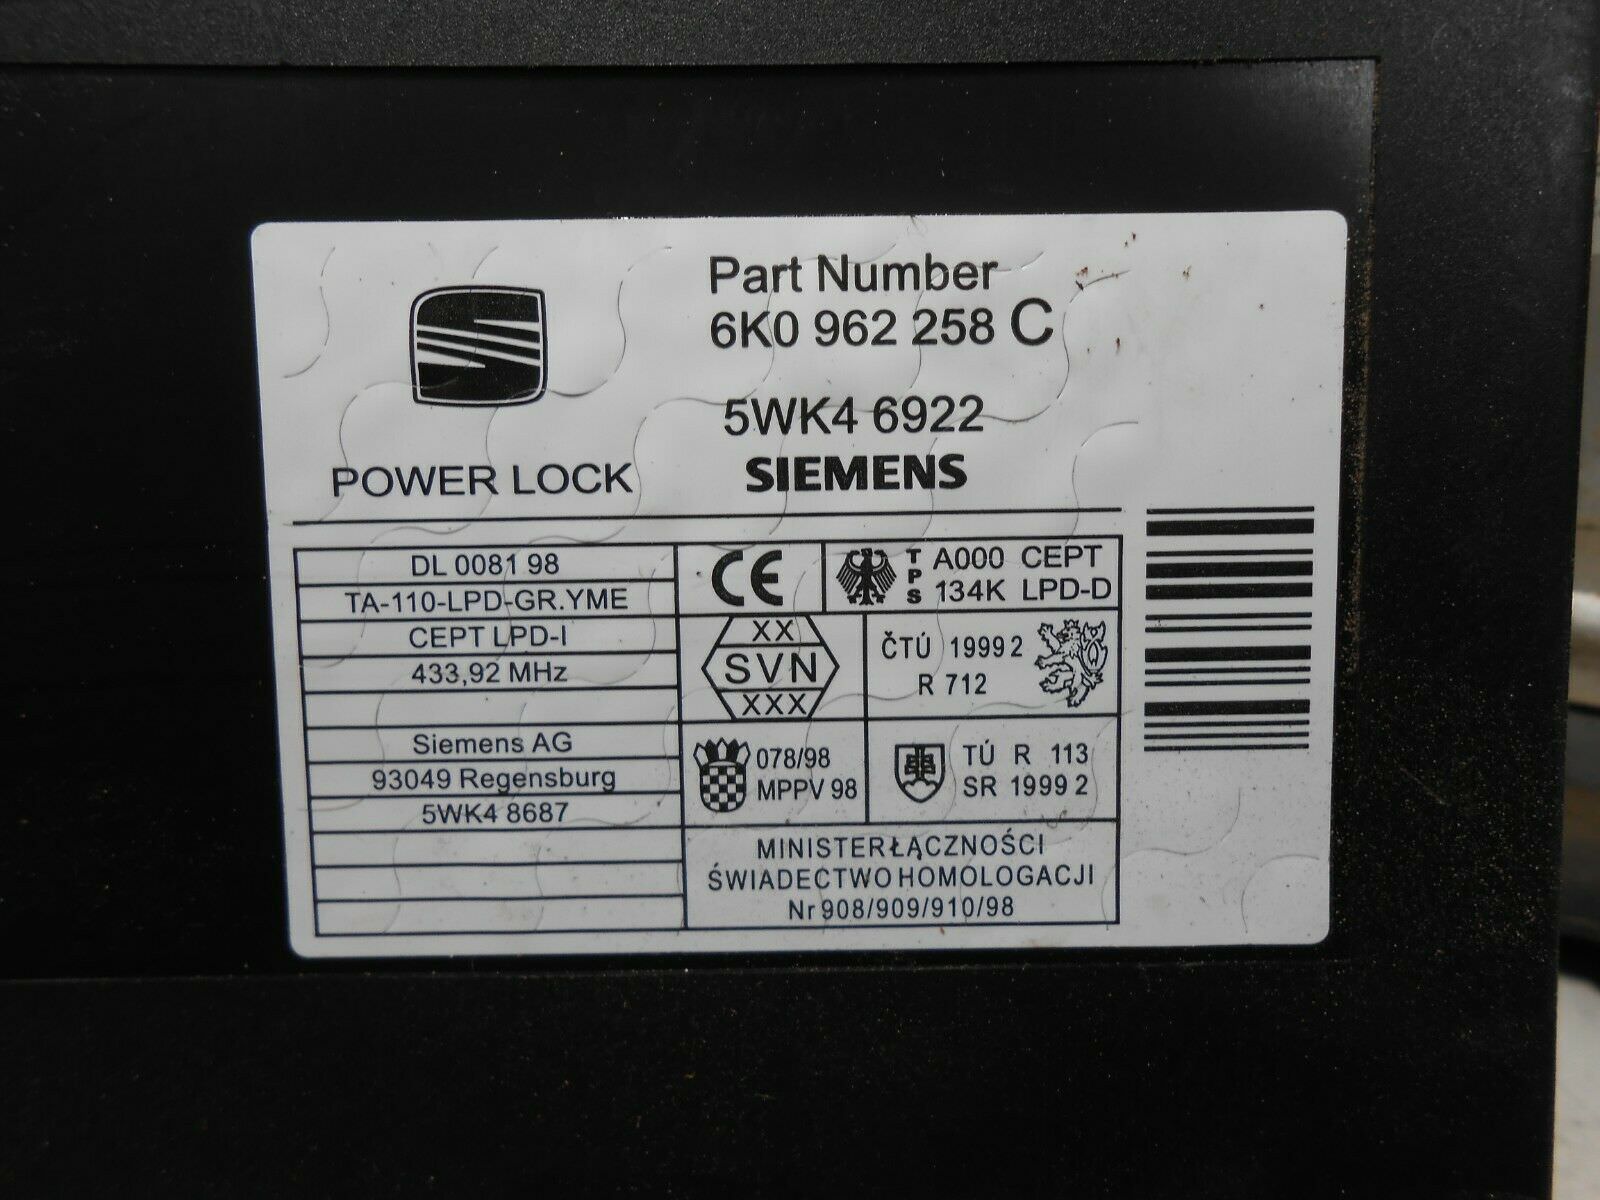 Part Number
6K0 962 258 C
5WK4 6922
SIEMENS
POWER LOCK
DL 0081 98
TA-110-LPD-GR.YME
CEPT LPD-I
433,92 MHz
Siemens AG
93049 Regensburg
5WK4 8687
CE
TPS
A000 CEPT
134K LPD-D
XX
SVN
XXX
ČTÚ 1999 2
R 712
078/98
MPPV 98
TÚ R 113
SR 1999 2
MINISTER ŁĄCZNOŚCI
ŚWIADECTWO HOMOLOGACJI
Nr 908/909/910/98